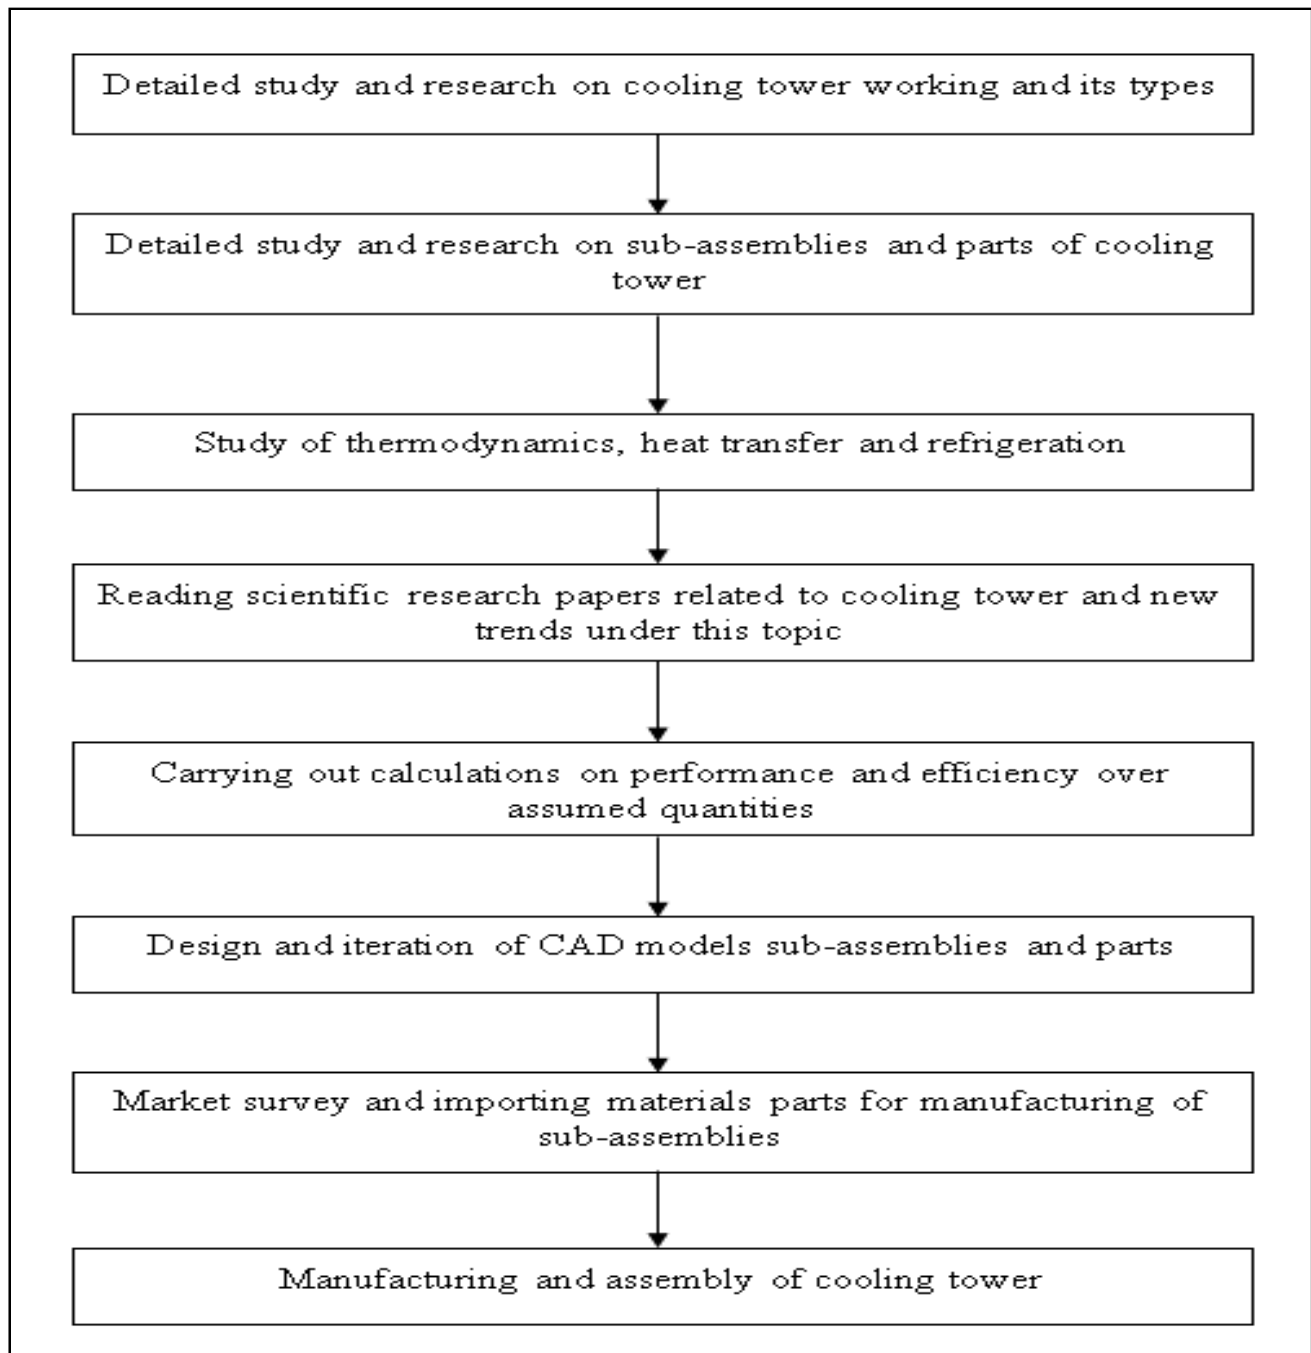 Detailed study and research on cooling tower working and its types
Detailed study and research on sub-assemblies and parts of cooling
tower
Study of thermodynamics, heat transfer and refrigeration
Reading scientific research papers related to cooling tower and new
trends under this topic
Carrying out calculations on performance and efficiency over
assumed quantities
Design and iteration of CAD models sub-assemblies and parts
Market survey and importing materials parts for manufacturing of
sub-assemblies
Manufacturing and assembly of cooling tower